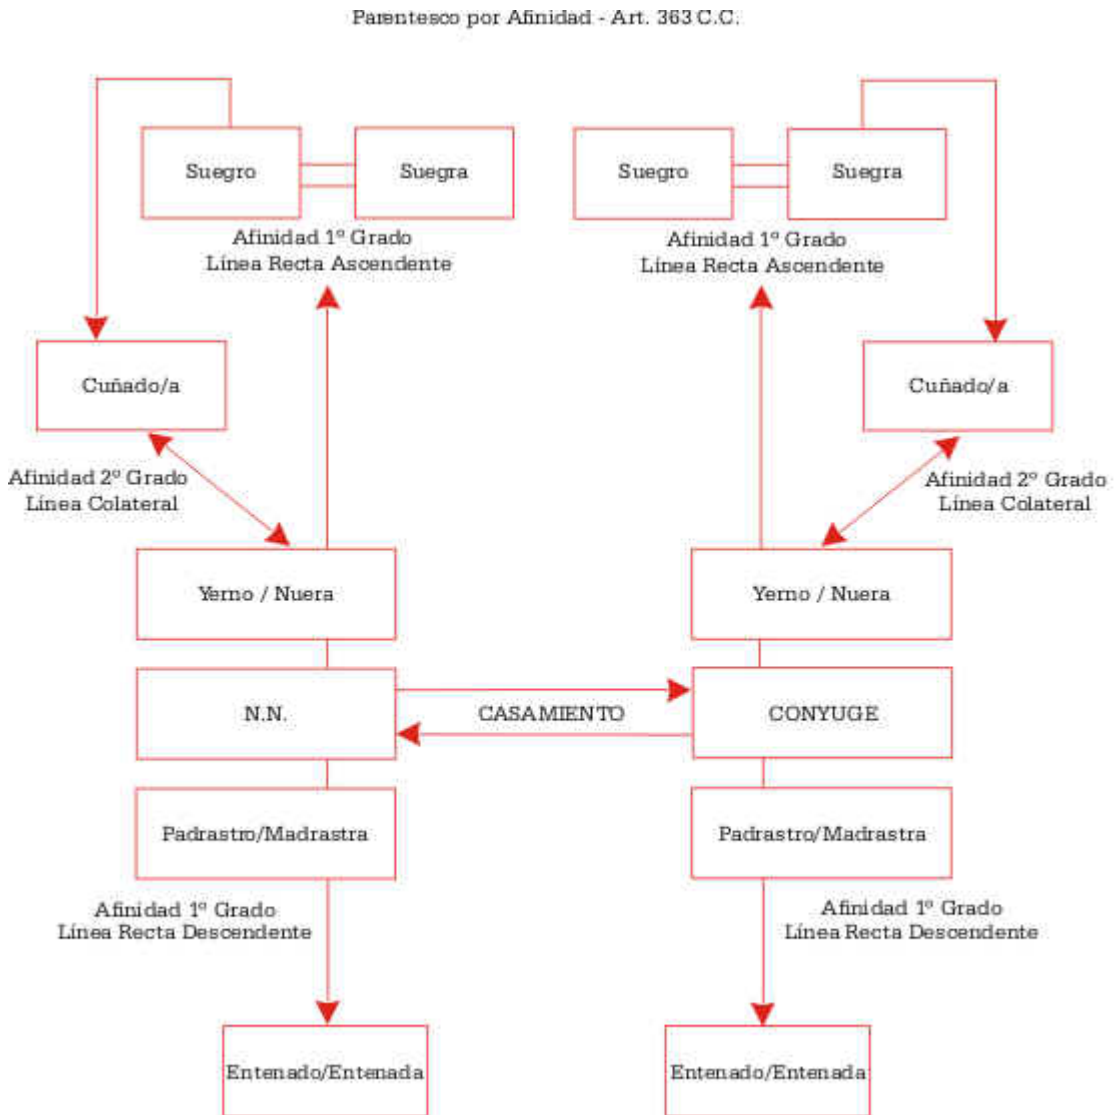 Parentesco por Afinidad - Art. 363 C.C.
Suegro
Suegra
Suegro
Suegra
Afinidad 1º Grado
Línea Recta Ascendente
Afinidad 1º Grado
Línea Recta Ascendente
Cuñado/a
Cuñado/a
Afinidad 2º Grado
Línea Colateral
Afinidad 2º Grado
Línea Colateral
Yerno / Nuera
Yerno / Nuera
N.N.
CASAMIENTO
CONYUGE
Padrastro/Madrastra
Padrastro/Madrastra
Afinidad 1º Grado
Línea Recta Descendente
Afinidad 1º Grado
Línea Recta Descendente
Entenado/Entenada
Entenado/Entenada